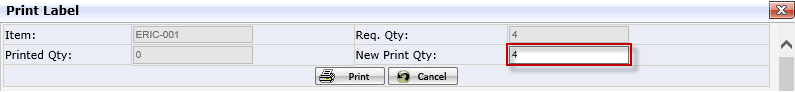 Print Label
Item: ERIC-001 Req. Qty: 4
Printed Qty: 0 New Print Qty: 4
Print Cancel